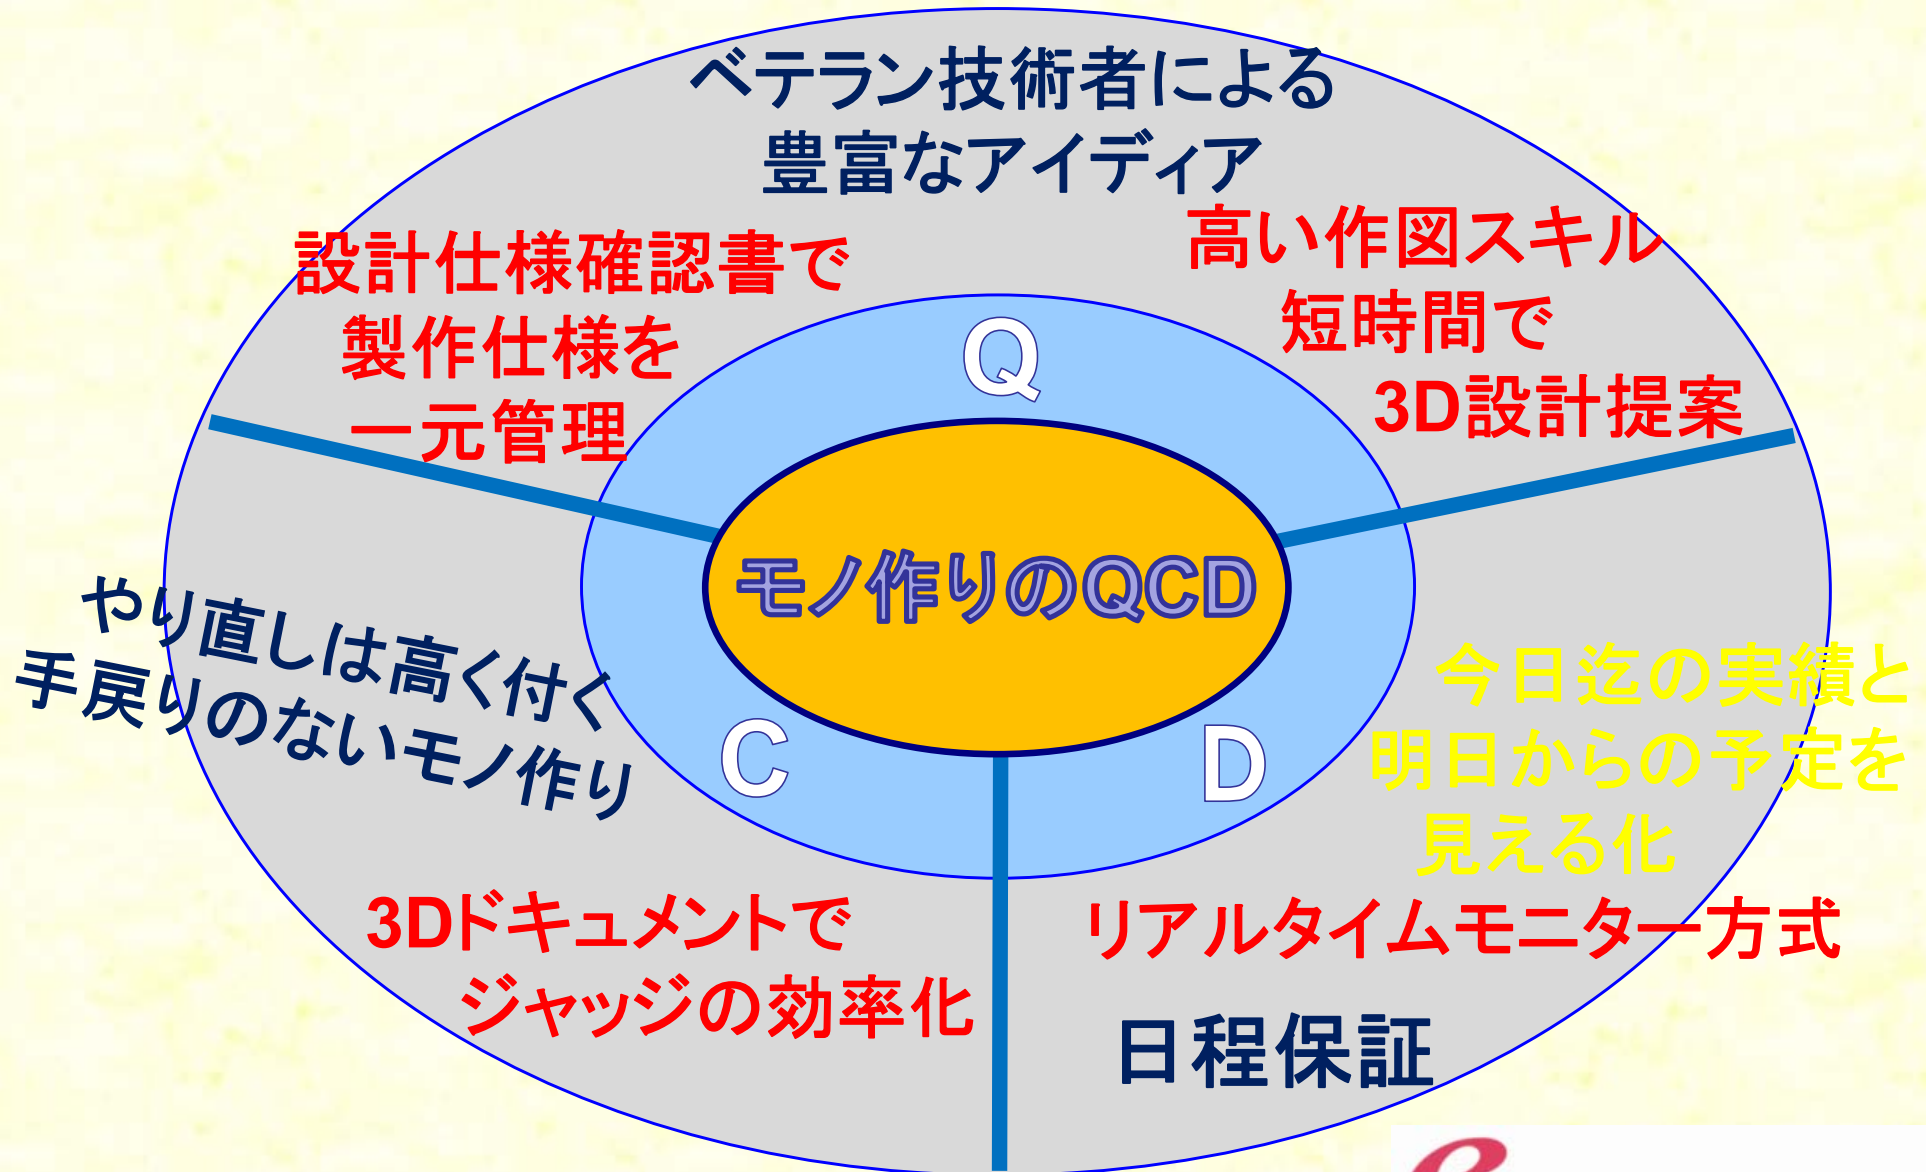 ベテラン技術者による
豊富なアイディア
設計仕様確認書で
製作仕様を
一元管理
高い作図スキル
短時間で
3D設計提案
Q
モノ作りのQCD
やり直しは高く付く
手戻りのないモノ作り
C
D
今日迄の実績と
明日からの予定を
見える化
3Dドキュメントで
ジャッジの効率化
リアルタイムモニター方式
日程保証